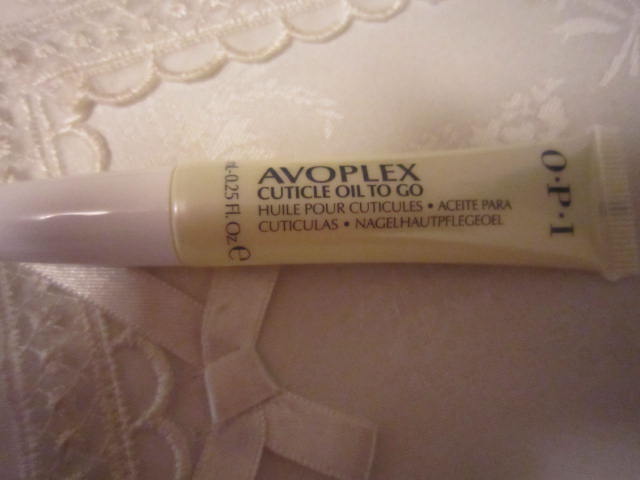 AVOPLEX
CUTICLE OIL TO GO
HUILE POUR CUTICULES • ACEITE PARA
CUTICULAS • NAGELHAUTPFLEGEOEL
O·P·I
0.25 Fl. Oz ℮